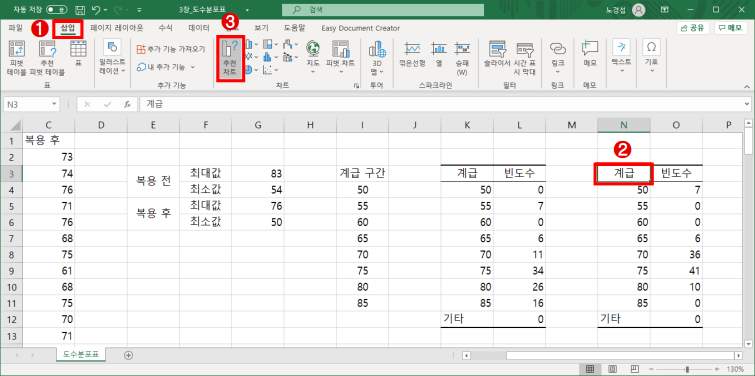 자동 저장 3장_도수분포표 검색 노경섭
파일 삽입 페이지 레이아웃 수식 데이터 보기 도움말 Easy Document Creator 공유 메모
❶ ❸
피벗 테이블 추천 피벗 테이블 표 일러스트레이션 추가 기능 가져오기 내 추가 기능 추천 차트 지도 피벗 차트 3D 맵 꺾은선형 열 승패 (W) 슬라이서 시간 표시 막대 링크 메모 텍스트 기호
표 추가 기능 차트 투어 스파크라인 필터 링크 메모
N3 fx 계급
C D E F G H I J K L M N O P
❷
1 복용 후
2 73
3 74 복용 전 최대값 83 계급 구간 계급 빈도수 계급 빈도수
4 76 최소값 54 50 50 0 50 7
5 71 복용 후 최대값 76 55 55 7 55 0
6 76 최소값 50 60 60 0 60 0
7 68 65 65 6 65 6
8 75 70 70 11 70 36
9 61 75 75 34 75 41
10 68 80 80 26 80 10
11 75 85 85 16 85 0
12 70 기타 0 기타 0
13 71
도수분포표
130%